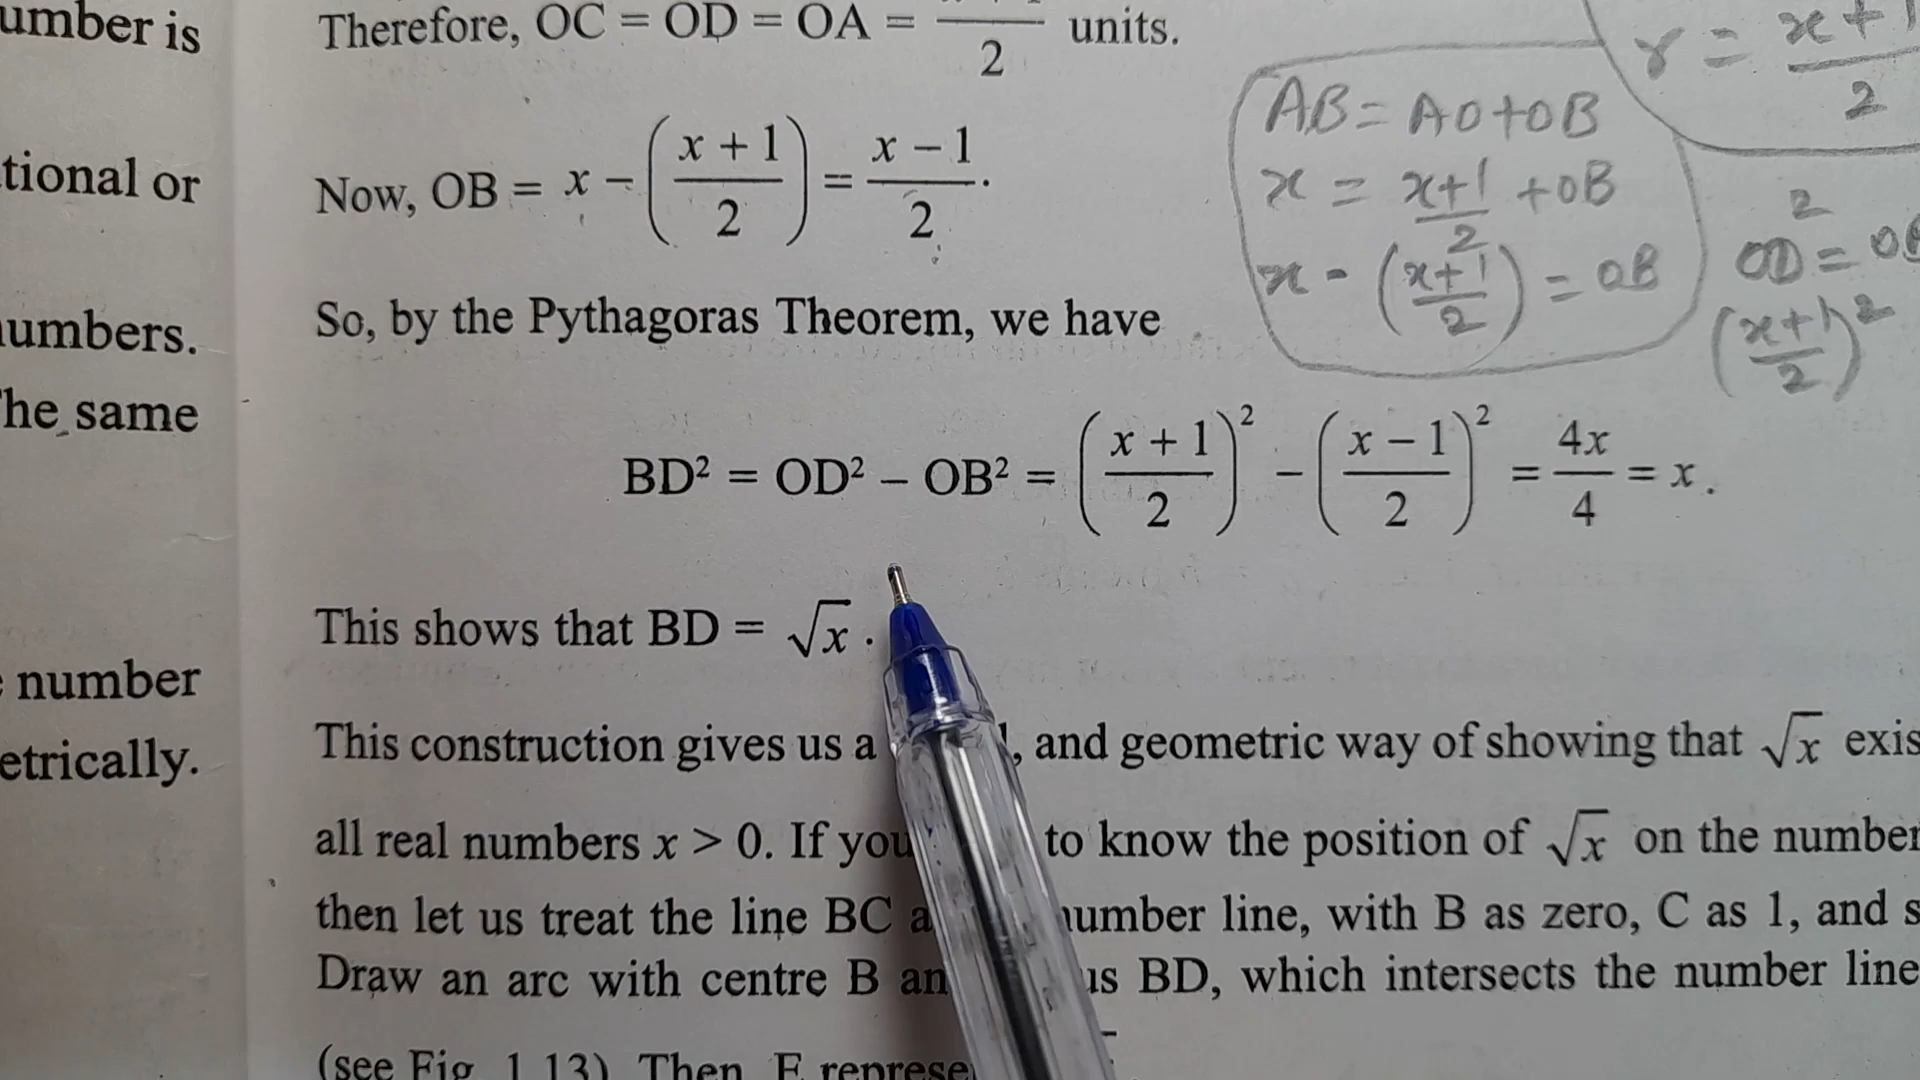 umber is
tional or
umbers.
The same
number
etrically.
Therefore, OC = OD = OA = /2 units.
Now, OB = x − ((x + 1)/2) = (x − 1)/2.
So, by the Pythagoras Theorem, we have
BD² = OD² – OB² = ((x + 1)/2)² − ((x − 1)/2)² = 4x/4 = x.
This shows that BD = √x.
This construction gives us a , and geometric way of showing that √x exis
all real numbers x > 0. If you to know the position of √x on the number
then let us treat the line BC a number line, with B as zero, C as 1, and s
Draw an arc with centre B an us BD, which intersects the number line
(see Fig. 1.13). Then, E represe
r = (x+1)/2
AB = AO+OB
x = (x+1)/2 +OB
x - ((x+1)/2) = OB
OD² = OB
((x+1)/2)²